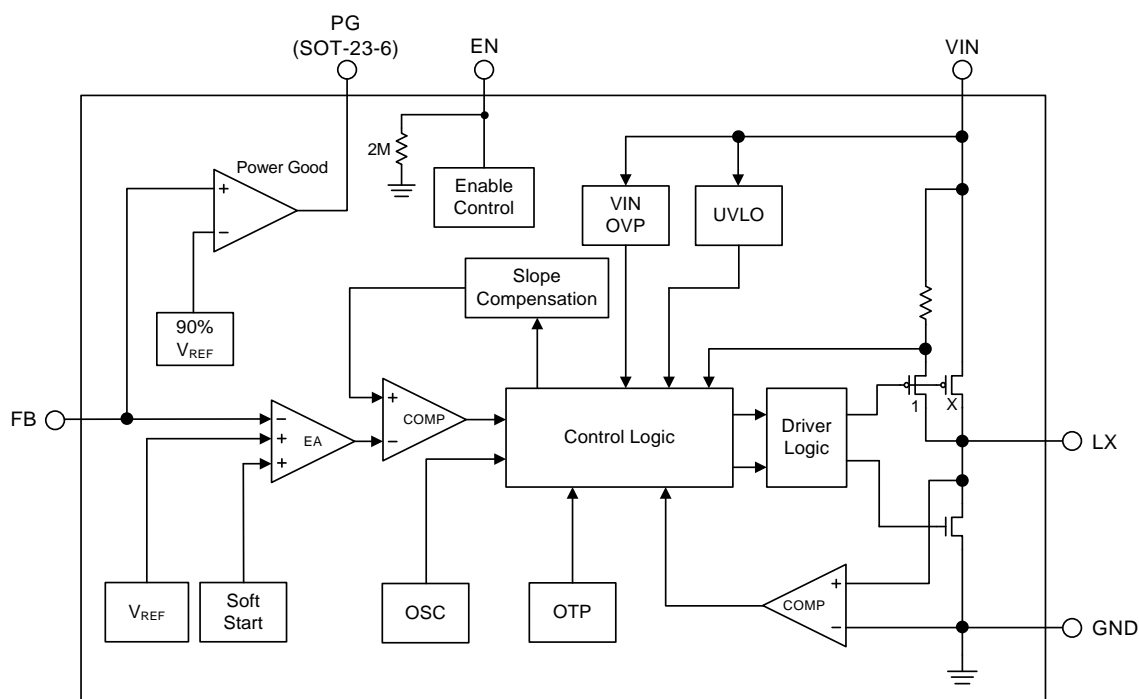 PG
(SOT-23-6)
EN
VIN
2M
Power Good
+
−
Enable
Control
VIN
OVP
UVLO
90%
VREF
Slope
Compensation
FB
−
+
+
EA
+
−
COMP
Control Logic
Driver
Logic
1
X
LX
VREF
Soft
Start
OSC
OTP
COMP
+
−
GND